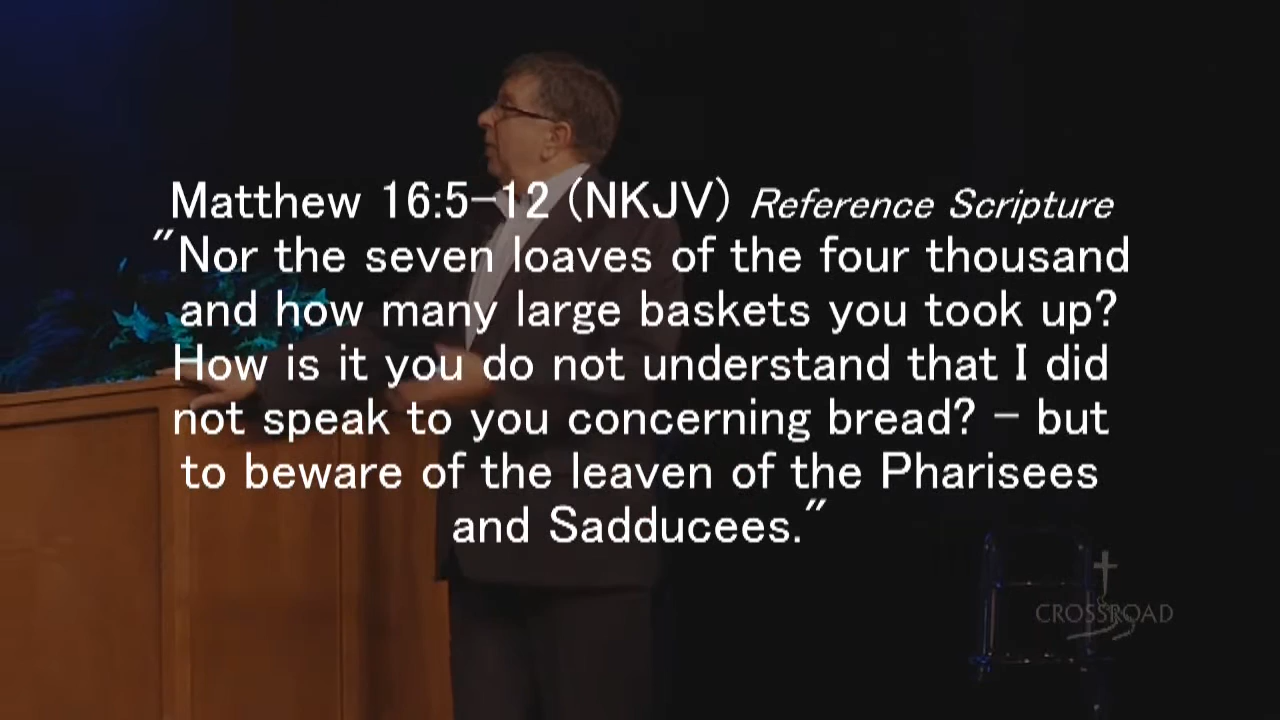 Matthew 16:5-12 (NKJV) Reference Scripture
"Nor the seven loaves of the four thousand
and how many large baskets you took up?
How is it you do not understand that I did
not speak to you concerning bread? - but
to beware of the leaven of the Pharisees
and Sadducees."
CROSSROAD